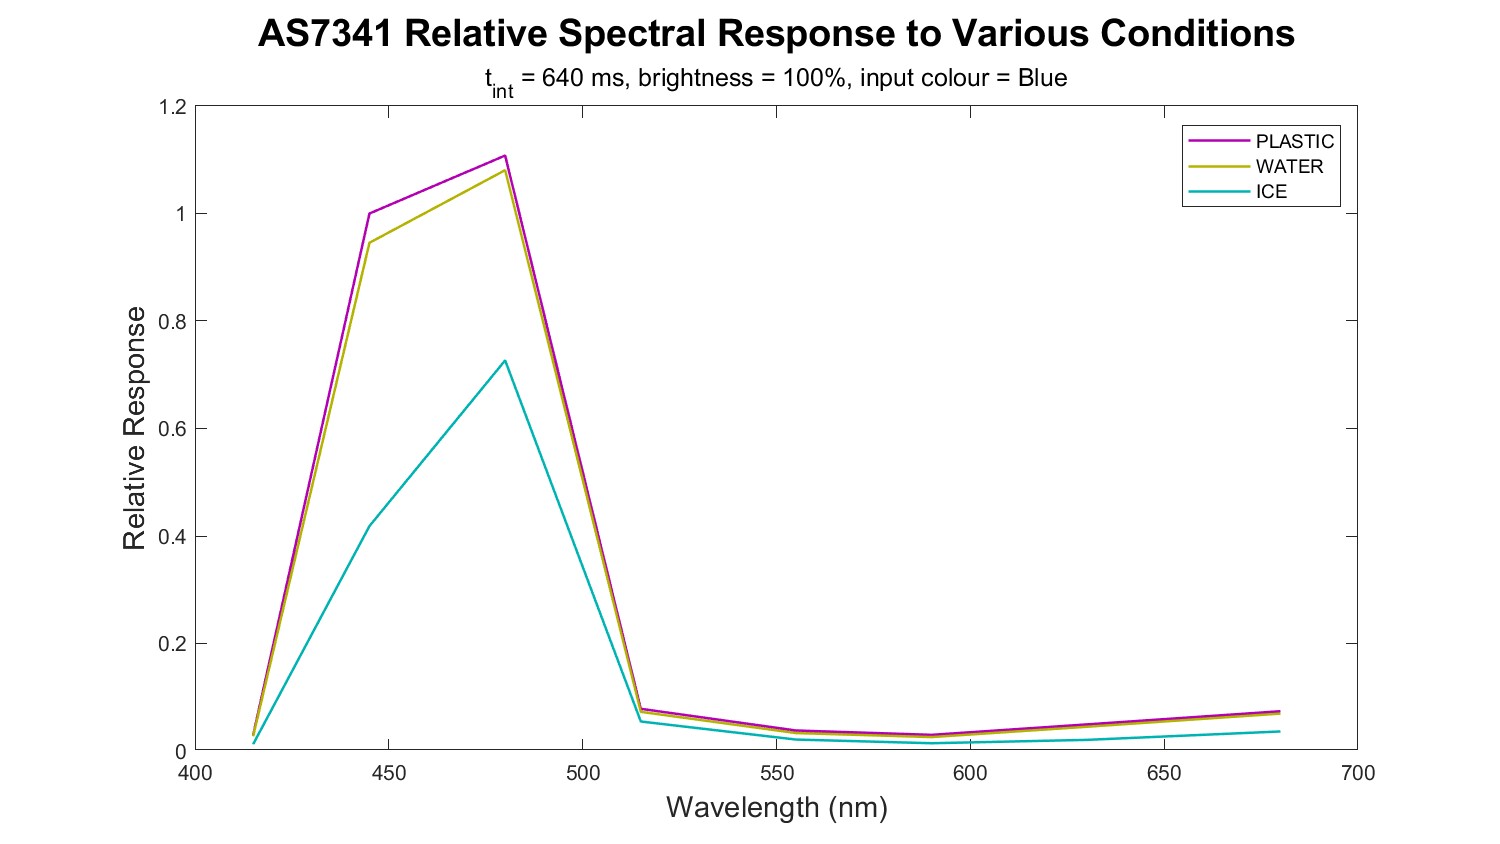 AS7341 Relative Spectral Response to Various Conditions
t_int = 640 ms, brightness = 100%, input colour = Blue
1.2
1
0.8
0.6
0.4
0.2
0
Relative Response
PLASTIC
WATER
ICE
400 450 500 550 600 650 700
Wavelength (nm)